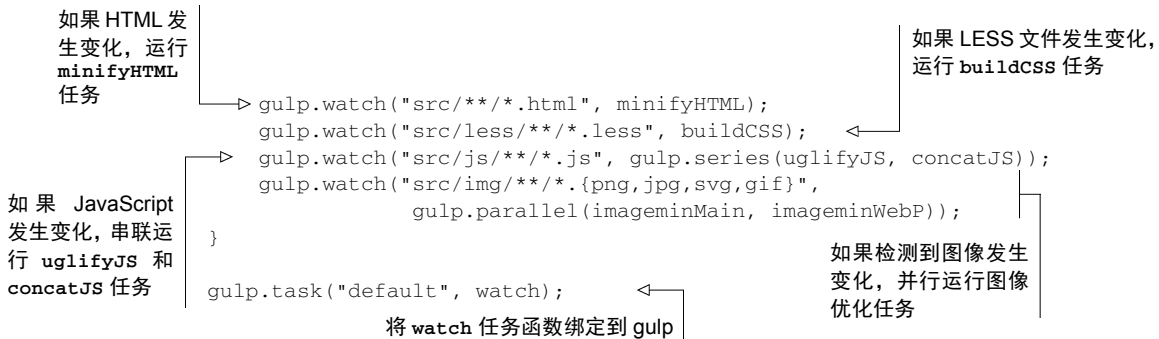 如果 HTML 发
生变化，运行
minifyHTML
任务
如果 LESS 文件发生变化，
运行 buildCSS 任务
gulp.watch("src/**/*.html", minifyHTML);
gulp.watch("src/less/**/*.less", buildCSS);
gulp.watch("src/js/**/*.js", gulp.series(uglifyJS, concatJS));
gulp.watch("src/img/**/*.{png,jpg,svg,gif}",
gulp.parallel(imageminMain, imageminWebP));
}
如果 JavaScript
发生变化，串联运
行 uglifyJS 和
concatJS 任务
如果检测到图像发生
变化，并行运行图像
优化任务
gulp.task("default", watch);
将 watch 任务函数绑定到 gulp